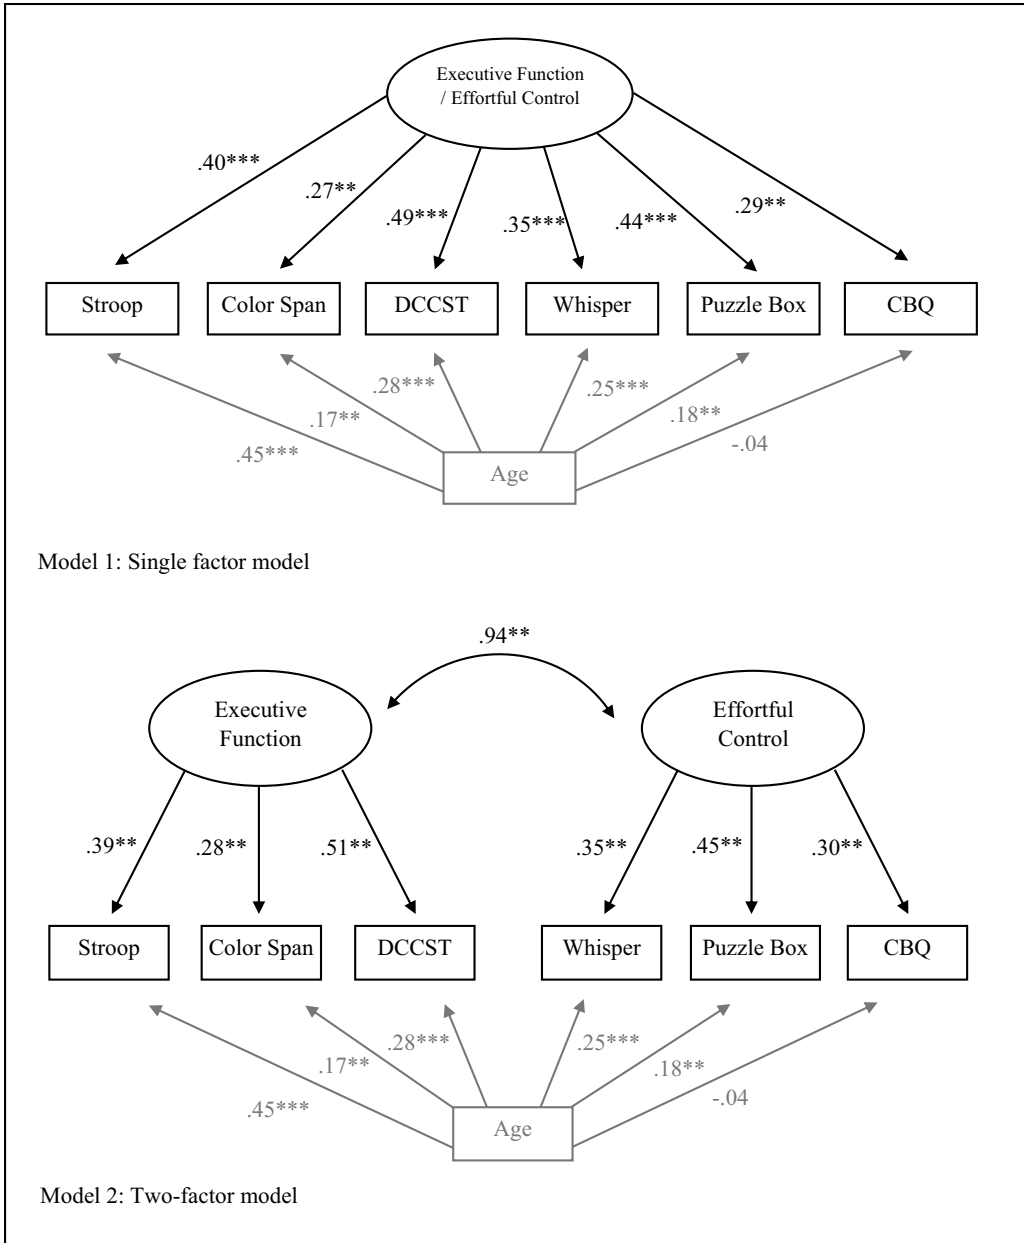 Executive Function
/ Effortful Control
.40***
.27**
.49***
.35***
.44***
.29**
Stroop
Color Span
DCCST
Whisper
Puzzle Box
CBQ
.45***
.17**
.28***
.25***
.18**
-.04
Age
Model 1: Single factor model
.94**
Executive
Function
Effortful
Control
.39**
.28**
.51**
.35**
.45**
.30**
Stroop
Color Span
DCCST
Whisper
Puzzle Box
CBQ
.45***
.17**
.28***
.25***
.18**
-.04
Age
Model 2: Two-factor model